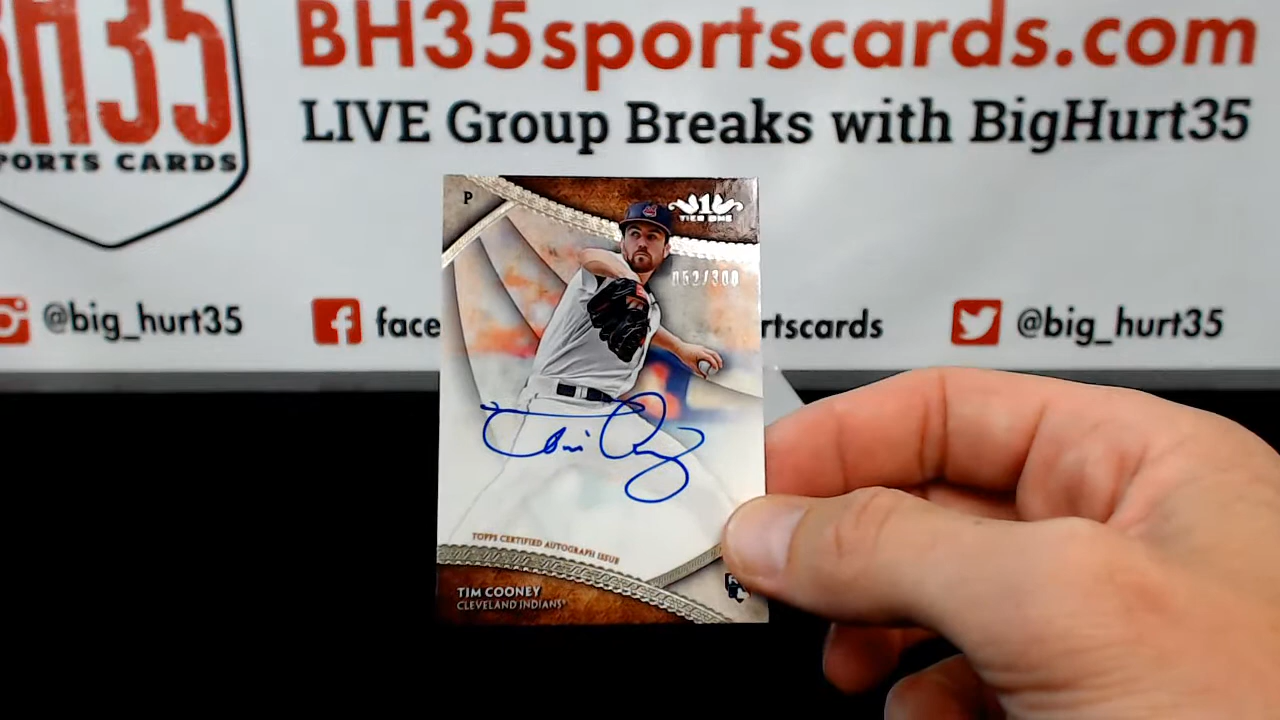 BH35
PORTS CARDS
BH35sportscards.com
LIVE Group Breaks with BigHurt35
@big_hurt35
face
rtscards
@big_hurt35
P
1
TIER ONE
052/300
TOPPS CERTIFIED AUTOGRAPH ISSUE
TIM COONEY
CLEVELAND INDIANS